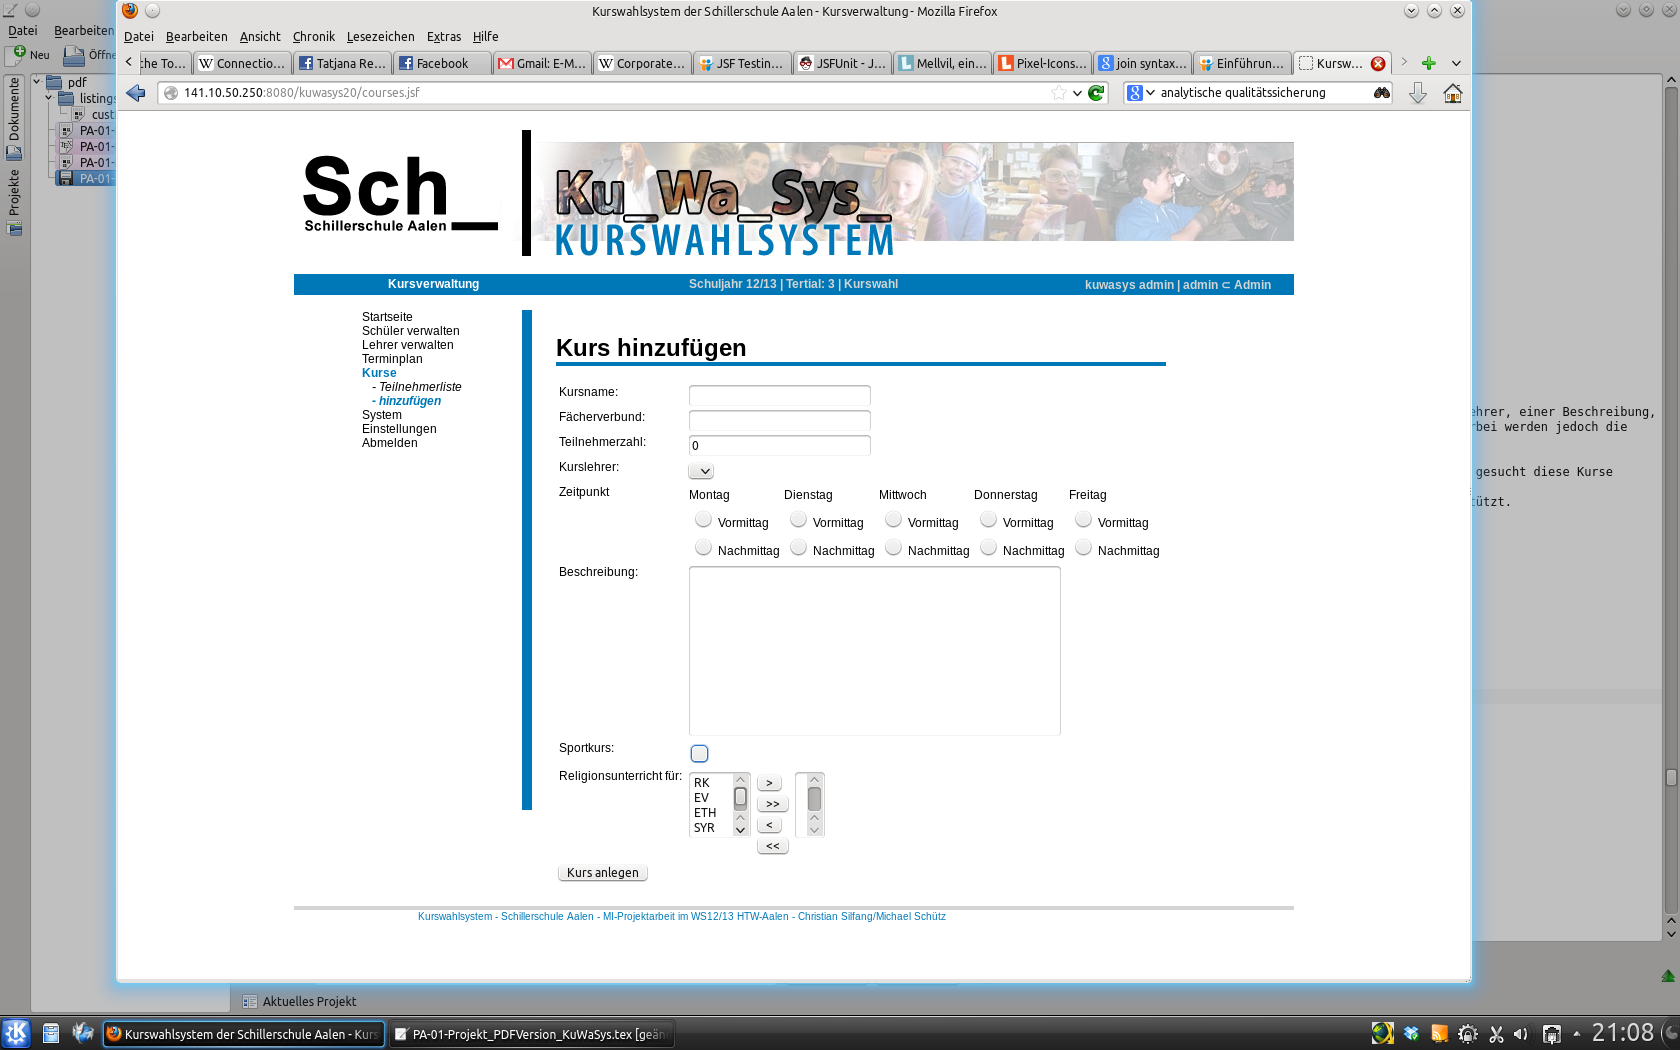 Kurswahlsystem der Schillerschule Aalen - Kursverwaltung - Mozilla Firefox
Datei Bearbeiten
Datei Bearbeiten Ansicht Chronik Lesezeichen Extras Hilfe
Neu
che To... Connectio... Tatjana Re... Facebook Gmail: E-M... Corporate... JSF Testin... JSFUnit - J... Mellvil, ein... Pixel-Icons... join syntax... Einführun... Kursw...
141.10.50.250:8080/kuwasys20/courses.jsf
analytische qualitätssicherung
Dokumente
Projekte
pdf
listings
cust
PA-01-
PA-01-
PA-01-
PA-01-
Sch_
Schillerschule Aalen
Ku_Wa_Sys_
KURSWAHLSYSTEM
Kursverwaltung
Schuljahr 12/13 | Tertial: 3 | Kurswahl
kuwasys admin | admin ⊂ Admin
Startseite
Schüler verwalten
Lehrer verwalten
Terminplan
Kurse
- Teilnehmerliste
- hinzufügen
System
Einstellungen
Abmelden
Kurs hinzufügen
Kursname:
Fächerverbund:
Teilnehmerzahl: 0
Kurslehrer:
Zeitpunkt Montag Dienstag Mittwoch Donnerstag Freitag
Vormittag Vormittag Vormittag Vormittag Vormittag
Nachmittag Nachmittag Nachmittag Nachmittag Nachmittag
Beschreibung:
Sportkurs:
Religionsunterricht für:
RK
EV
ETH
SYR
>
>>
<
<<
Kurs anlegen
Kurswahlsystem - Schillerschule Aalen - MI-Projektarbeit im WS12/13 HTW-Aalen - Christian Silfang/Michael Schütz
ehrer, einer Beschreibung,
bei werden jedoch die
gesucht diese Kurse
tützt.
Aktuelles Projekt
Kurswahlsystem der Schillerschule Aalen - Kurs
PA-01-Projekt_PDFVersion_KuWaSys.tex [geän
21:08